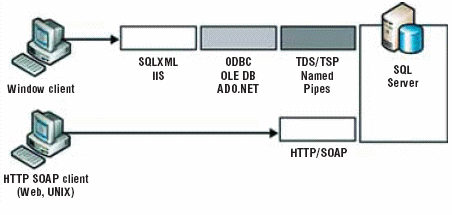 Window client
SQLXML
IIS
ODBC
OLE DB
ADO.NET
TDS/TSP
Named
Pipes
SQL
Server
HTTP SOAP client
(Web, UNIX)
HTTP/SOAP